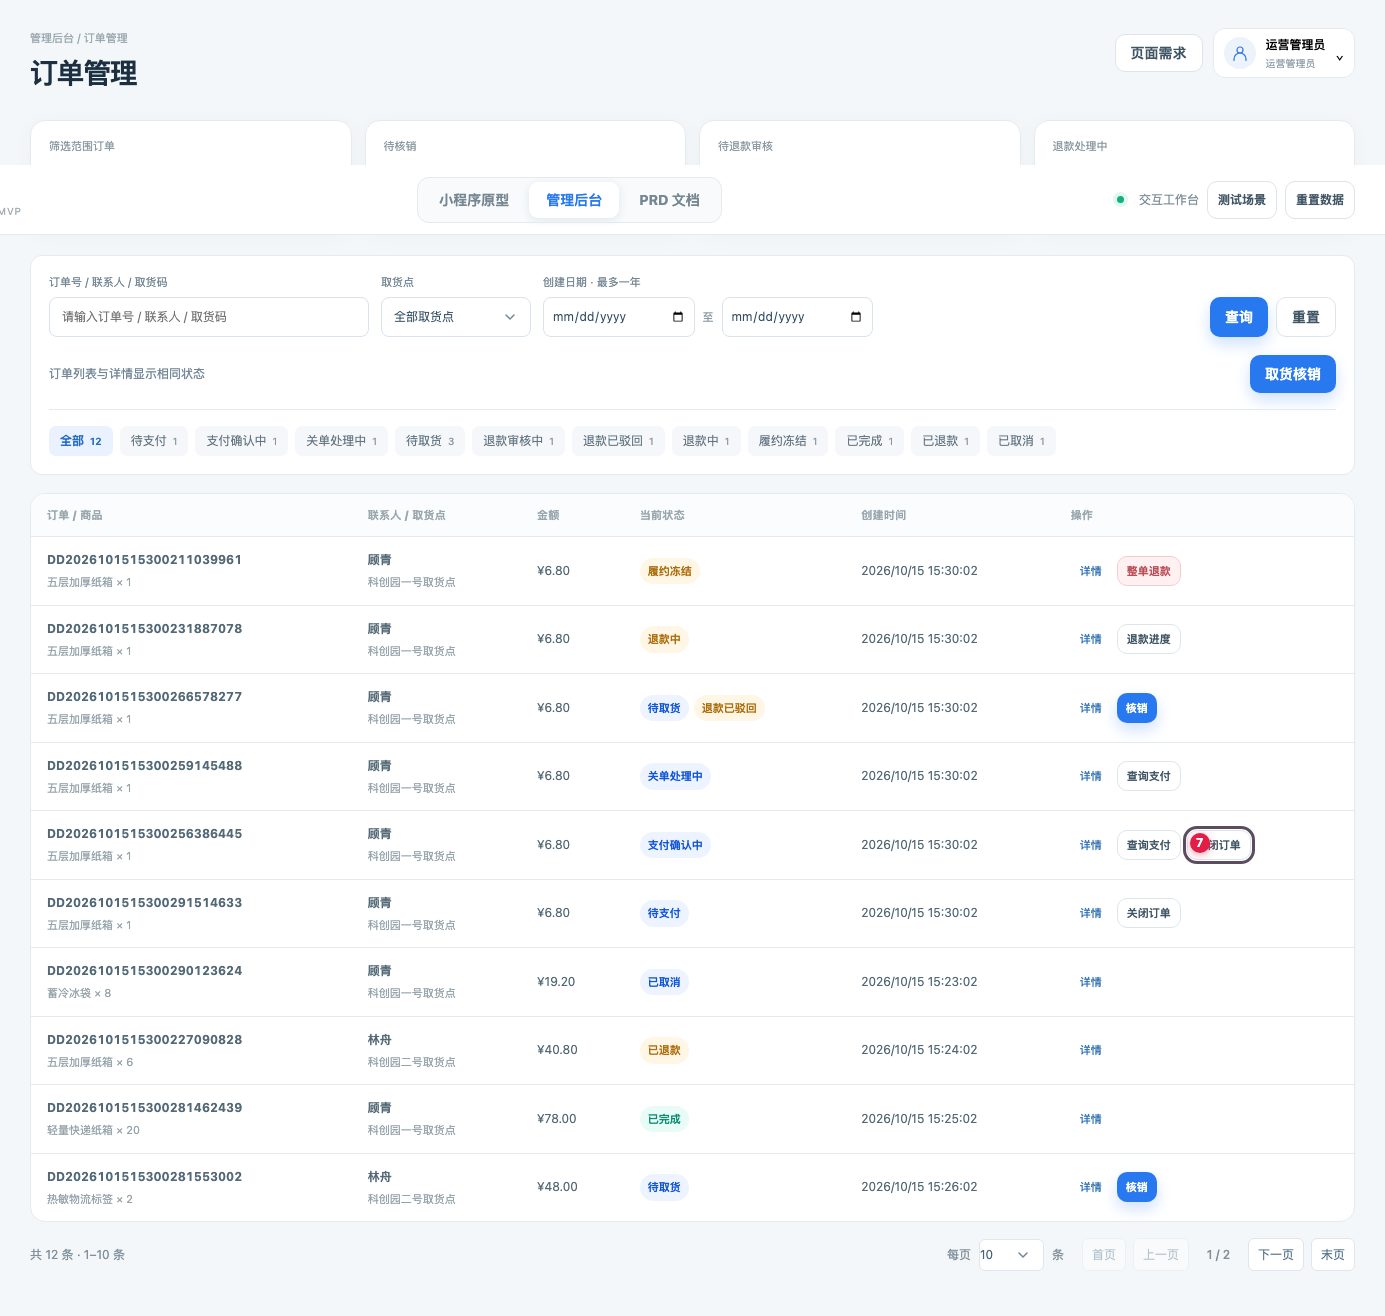 管理后台 / 订单管理
订单管理
页面需求
运营管理员
运营管理员
筛选范围订单
待核销
待退款审核
退款处理中
MVP
小程序原型
管理后台
PRD 文档
交互工作台
测试场景
重置数据
订单号 / 联系人 / 取货码
取货点
创建日期 · 最多一年
请输入订单号 / 联系人 / 取货码
全部取货点
mm/dd/yyyy
至
mm/dd/yyyy
查询
重置
订单列表与详情显示相同状态
取货核销
全部 12
待支付 1
支付确认中 1
关单处理中 1
待取货 3
退款审核中 1
退款已驳回 1
退款中 1
履约冻结 1
已完成 1
已退款 1
已取消 1
订单 / 商品 联系人 / 取货点 金额 当前状态 创建时间 操作
DD2026101515300211039961 顾青
¥6.80 履约冻结 2026/10/15 15:30:02 详情 整单退款
五层加厚纸箱 × 1 科创园一号取货点
DD2026101515300231887078 顾青
¥6.80 退款中 2026/10/15 15:30:02 详情 退款进度
五层加厚纸箱 × 1 科创园一号取货点
DD2026101515300266578277 顾青
¥6.80 待取货 退款已驳回 2026/10/15 15:30:02 详情 核销
五层加厚纸箱 × 1 科创园一号取货点
DD2026101515300259145488 顾青
¥6.80 关单处理中 2026/10/15 15:30:02 详情 查询支付
五层加厚纸箱 × 1 科创园一号取货点
DD2026101515300256386445 顾青
¥6.80 支付确认中 2026/10/15 15:30:02 详情 查询支付 7 闭订单
五层加厚纸箱 × 1 科创园一号取货点
DD2026101515300291514633 顾青
¥6.80 待支付 2026/10/15 15:30:02 详情 关闭订单
五层加厚纸箱 × 1 科创园一号取货点
DD2026101515300290123624 顾青
¥19.20 已取消 2026/10/15 15:23:02 详情
蓄冷冰袋 × 8 科创园一号取货点
DD2026101515300227090828 林舟
¥40.80 已退款 2026/10/15 15:24:02 详情
五层加厚纸箱 × 6 科创园二号取货点
DD2026101515300281462439 顾青
¥78.00 已完成 2026/10/15 15:25:02 详情
轻量快递纸箱 × 20 科创园一号取货点
DD2026101515300281553002 林舟
¥48.00 待取货 2026/10/15 15:26:02 详情 核销
热敏物流标签 × 2 科创园二号取货点
共 12 条 · 1–10 条
每页 10 条 首页 上一页 1 / 2 下一页 末页